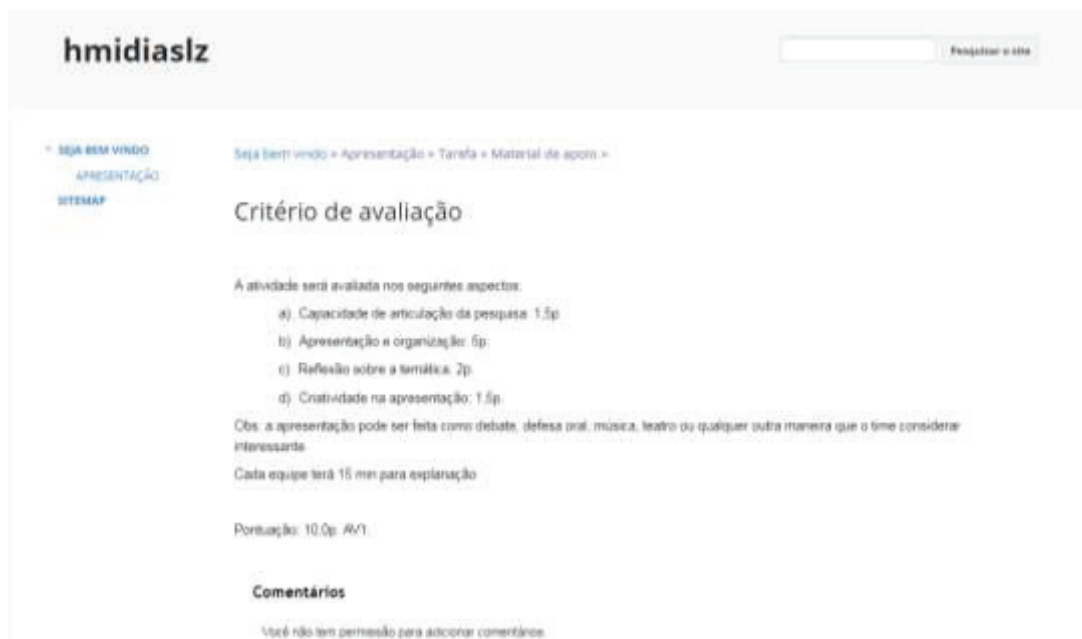 hmidiaslz
Pesquisar o site
SEJA BEM VINDO
APRESENTAÇÃO
SITEMAP
Seja bem vindo > Apresentação > Tarefa > Material de apoio >
Critério de avaliação
A atividade será avaliada nos seguintes aspectos:
a) Capacidade de articulação da pesquisa: 1,5p
b) Apresentação e organização: 5p.
c) Reflexão sobre a temática: 2p.
d) Criatividade na apresentação: 1,5p.
Obs: a apresentação pode ser feita como debate, defesa oral, música, teatro ou qualquer outra maneira que o time considerar
interessante
Cada equipe terá 15 min para explanação
Pontuação: 10,0p. AV1.
Comentários
Você não tem permissão para adicionar comentários.